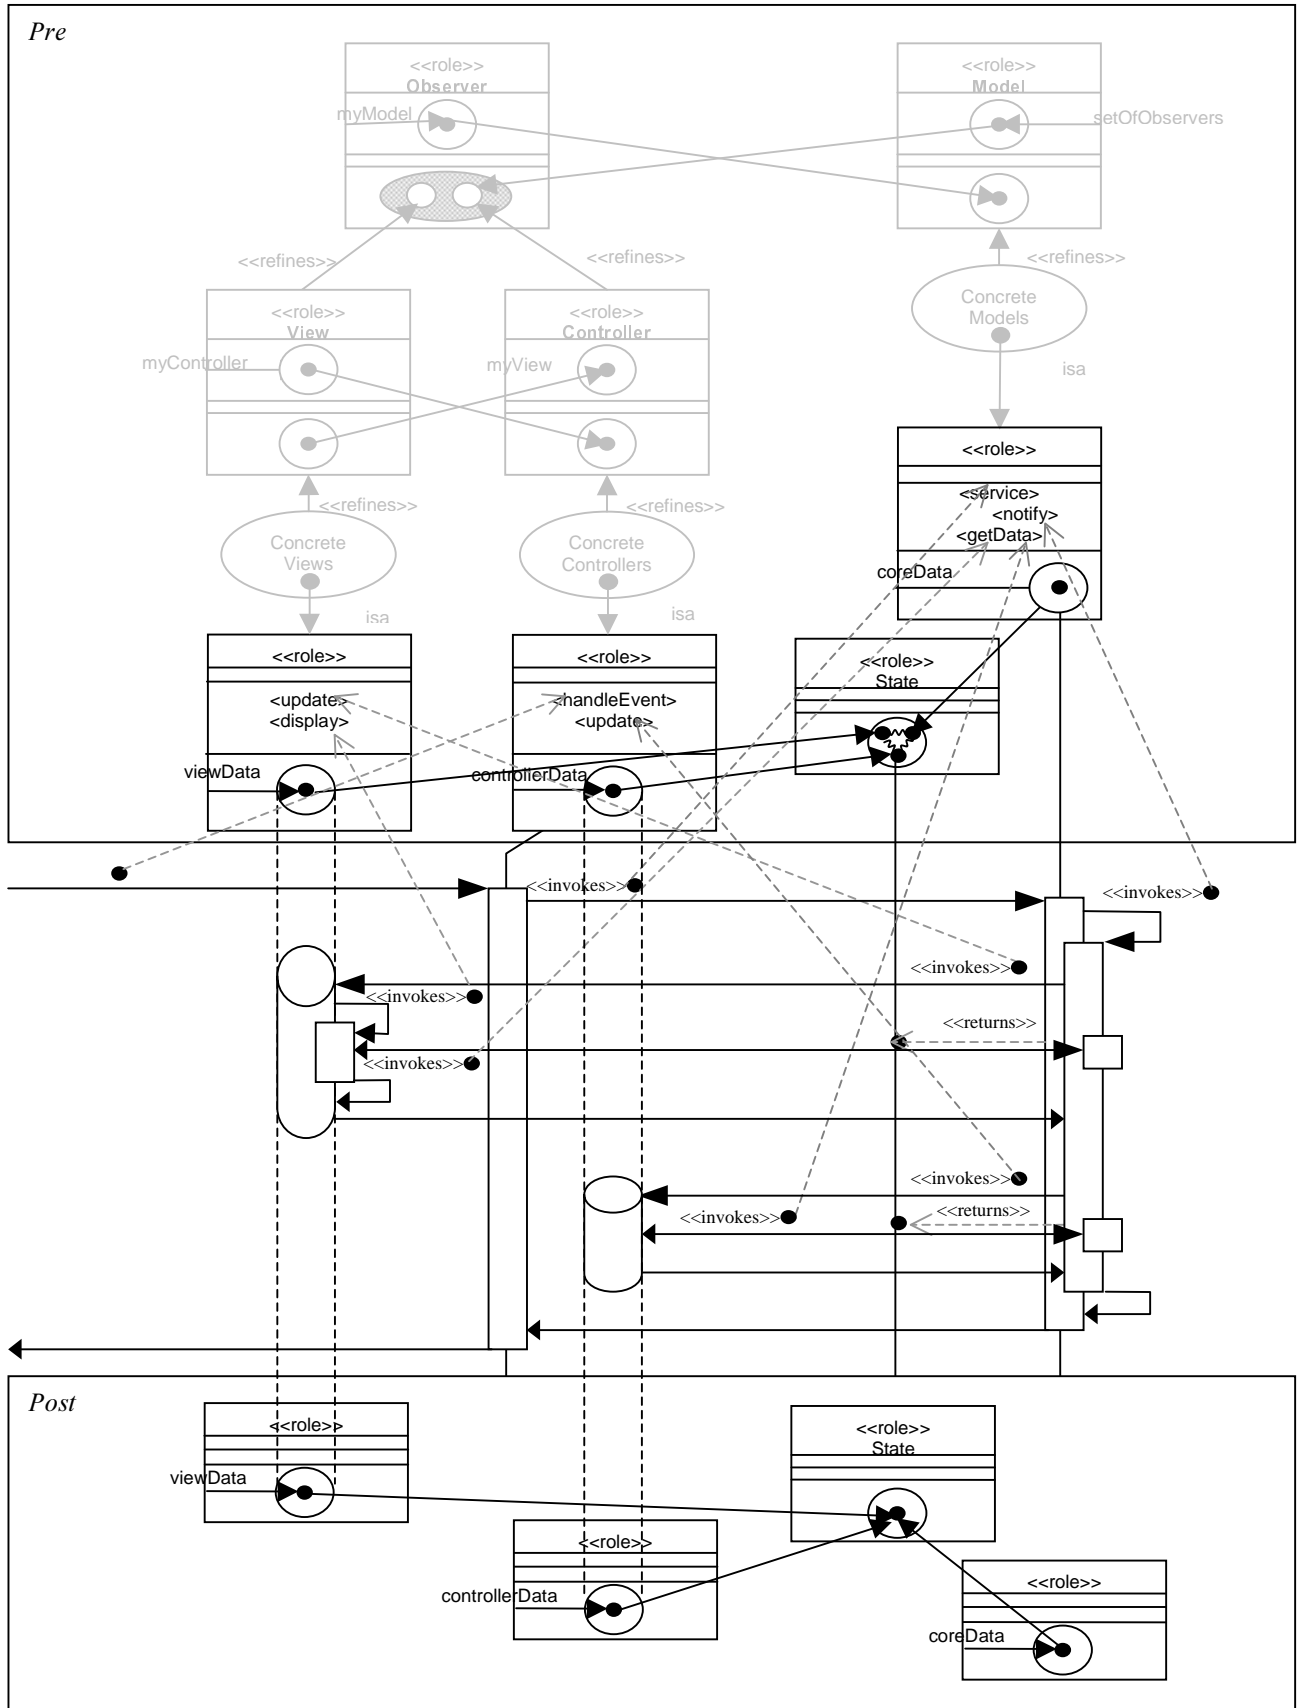 Pre
<<role>>
Observer
<<role>>
Model
myModel
setOfObservers
<<refines>>
<<refines>>
<<refines>>
<<role>>
View
<<role>>
Controller
Concrete
Models
myController
myView
isa
<<role>>
<<refines>>
<<refines>>
<service>
<notify>
<getData>
Concrete
Views
Concrete
Controllers
coreData
isa
isa
<<role>>
<<role>>
<<role>>
State
<update>
<display>
<handleEvent>
<update>
viewData
controllerData
<<invokes>>
<<invokes>>
<<invokes>>
<<invokes>>
<<returns>>
<<invokes>>
<<invokes>>
<<invokes>>
<<returns>>
Post
<<role>>
<<role>>
State
viewData
<<role>>
<<role>>
controllerData
coreData